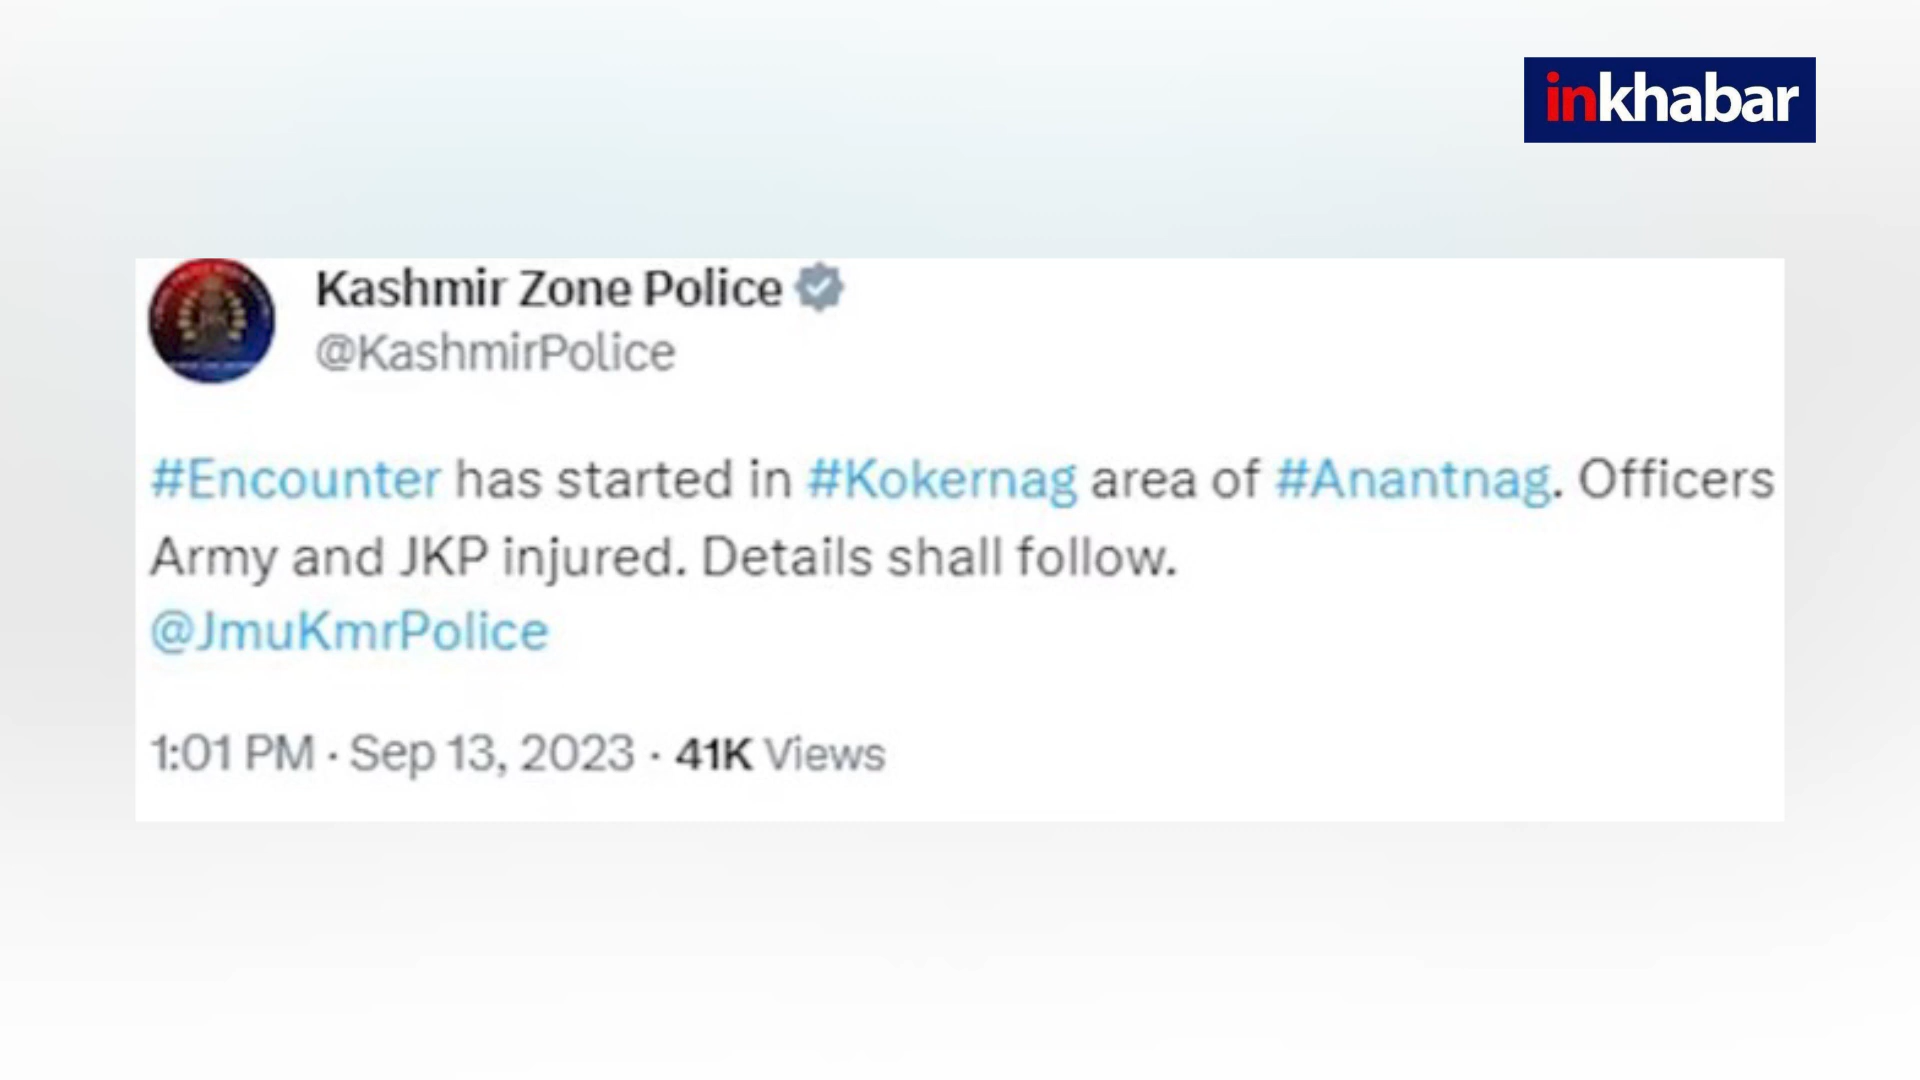 inkhabar
Kashmir Zone Police
@KashmirPolice
#Encounter has started in #Kokernag area of #Anantnag. Officers
Army and JKP injured. Details shall follow.
@JmuKmrPolice
1:01 PM · Sep 13, 2023 · 41K Views